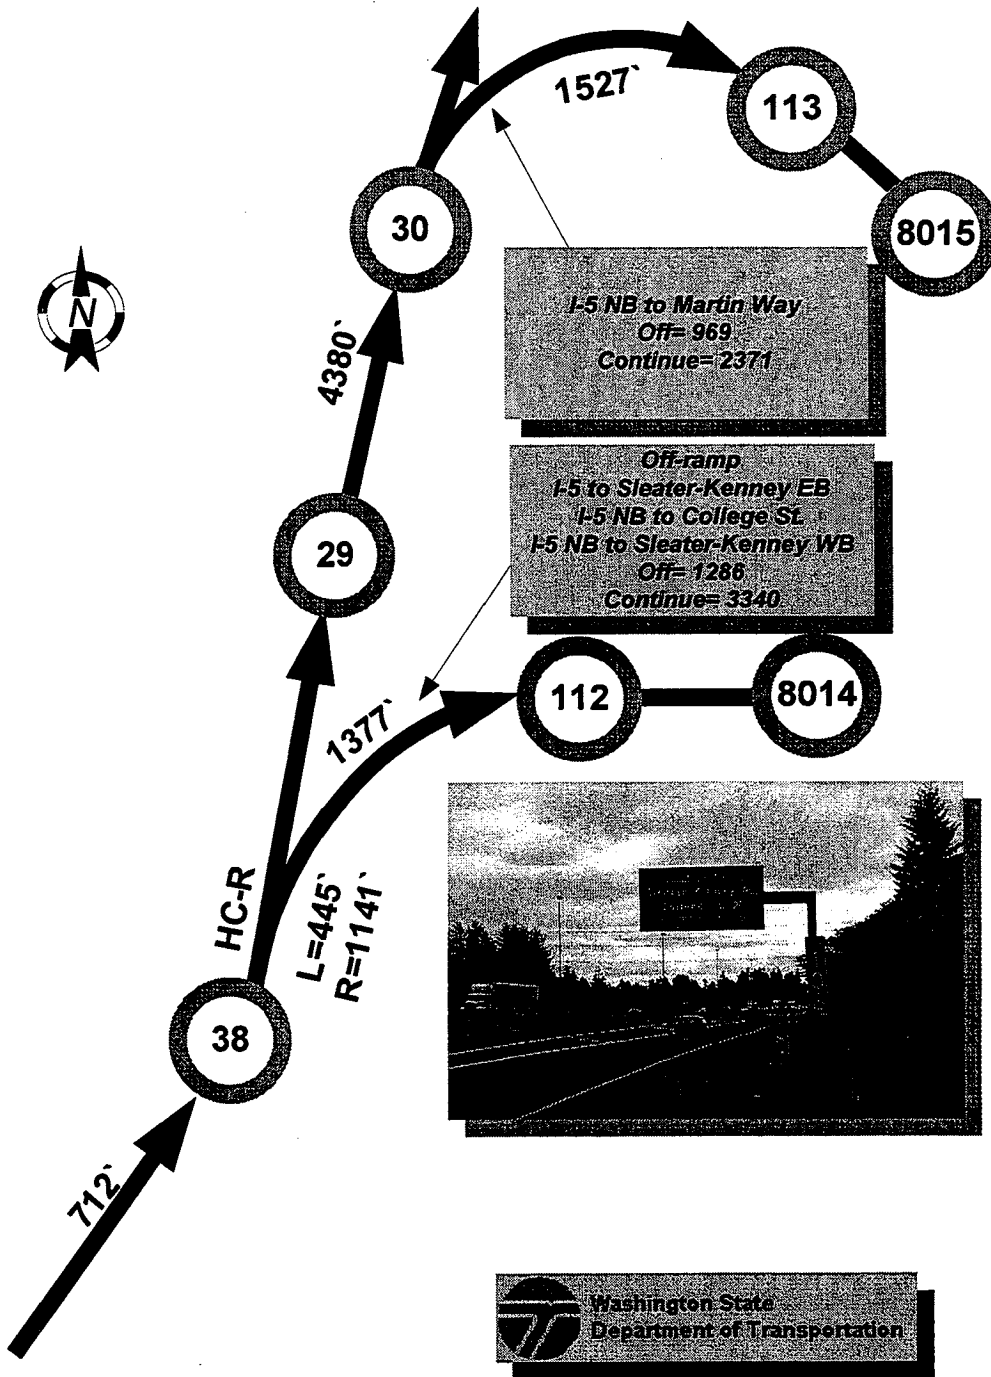 1527`
113
30
8015
N
I-5 NB to Martin Way
Off= 969
Continue= 2371
4380`
Off-ramp
I-5 to Sleater-Kenney EB
I-5 NB to College St.
I-5 NB to Sleater-Kenney WB
Off= 1286
Continue= 3340
29
112
8014
1377`
HC-R
L=445`
R=1141`
38
712`
Washington State
Department of Transportation